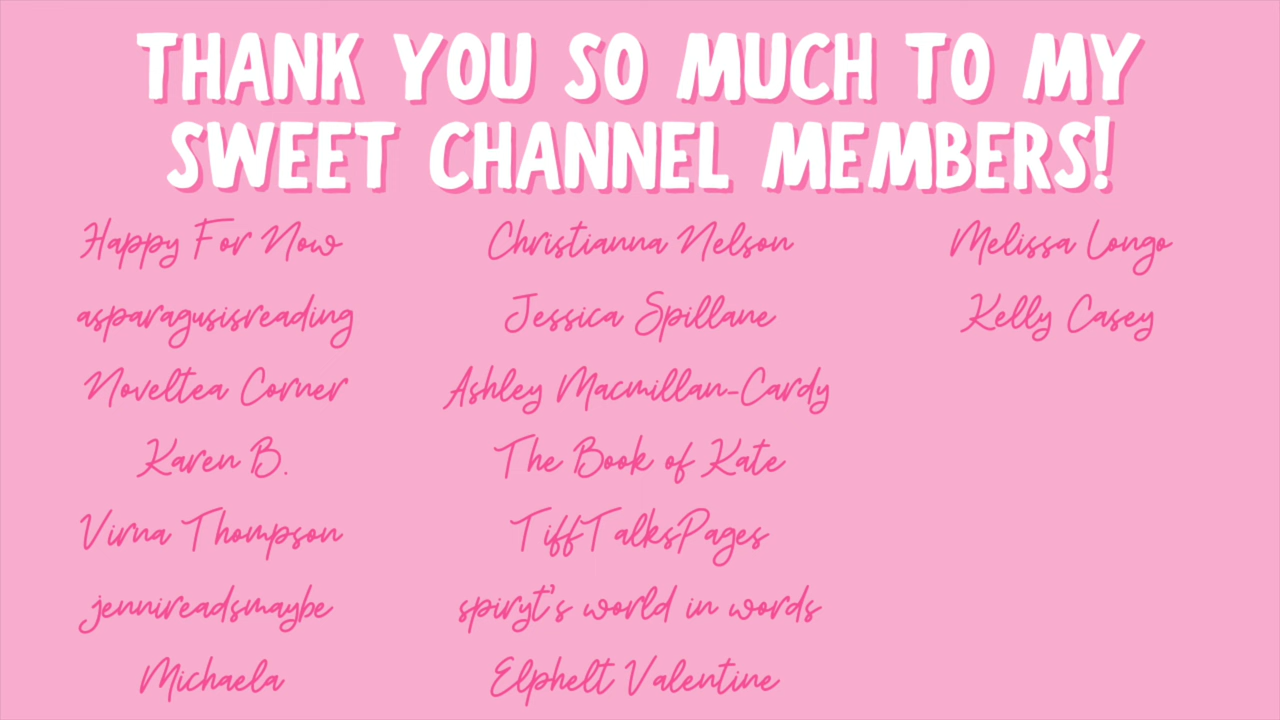 THANK YOU SO MUCH TO MY
SWEET CHANNEL MEMBERS!
Happy For Now
asparagusisreading
Noveltea Corner
Karen B.
Virna Thompson
jennireadsmaybe
Michaela
Christianna Nelson
Jessica Spillane
Ashley Macmillan-Cardy
The Book of Kate
TiffTalksPages
spiryt's world in words
Elphelt Valentine
Melissa Longo
Kelly Casey